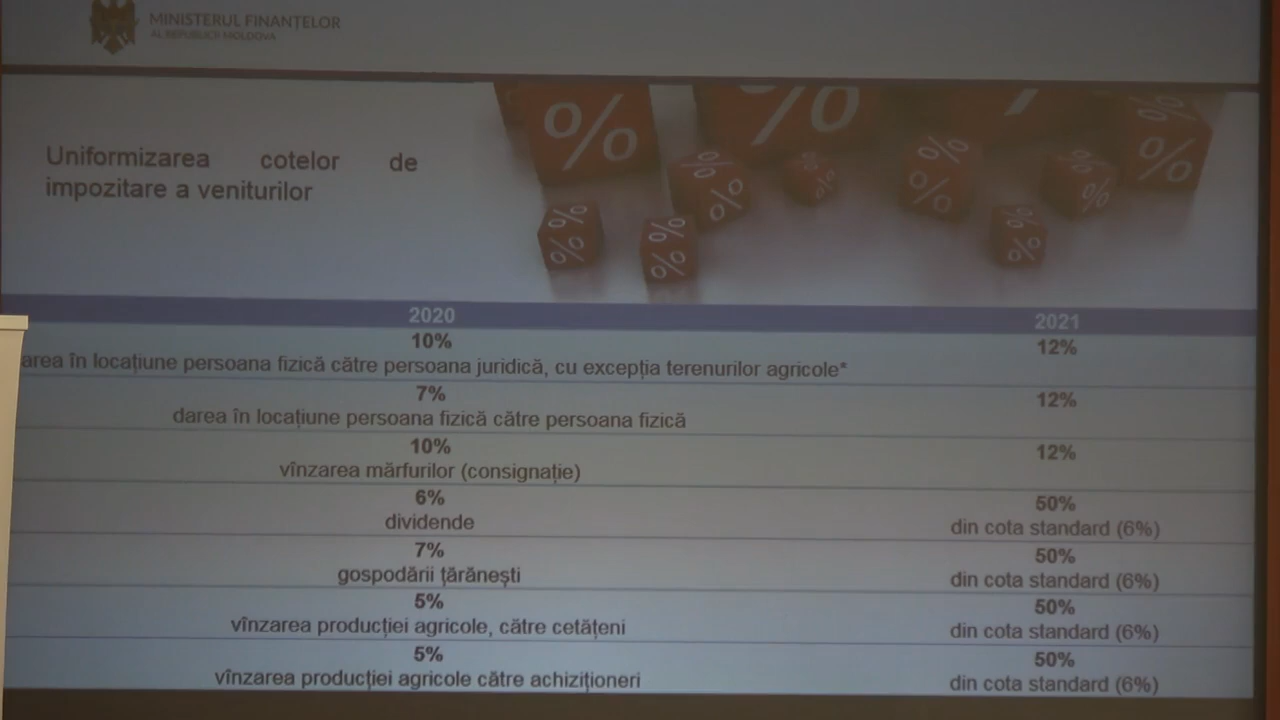 MINISTERUL FINANȚELOR
AL REPUBLICII MOLDOVA
Uniformizarea cotelor de
impozitare a veniturilor
2020 2021
10% 12%
area în locațiune persoana fizică către persoana juridică, cu excepția terenurilor agricole*
7% 12%
darea în locațiune persoana fizică către persoana fizică
10% 12%
vînzarea mărfurilor (consignație)
6% 50%
dividende din cota standard (6%)
7% 50%
gospodării țărănești din cota standard (6%)
5% 50%
vînzarea producției agricole, către cetățeni din cota standard (6%)
5% 50%
vînzarea producției agricole către achiziționeri din cota standard (6%)